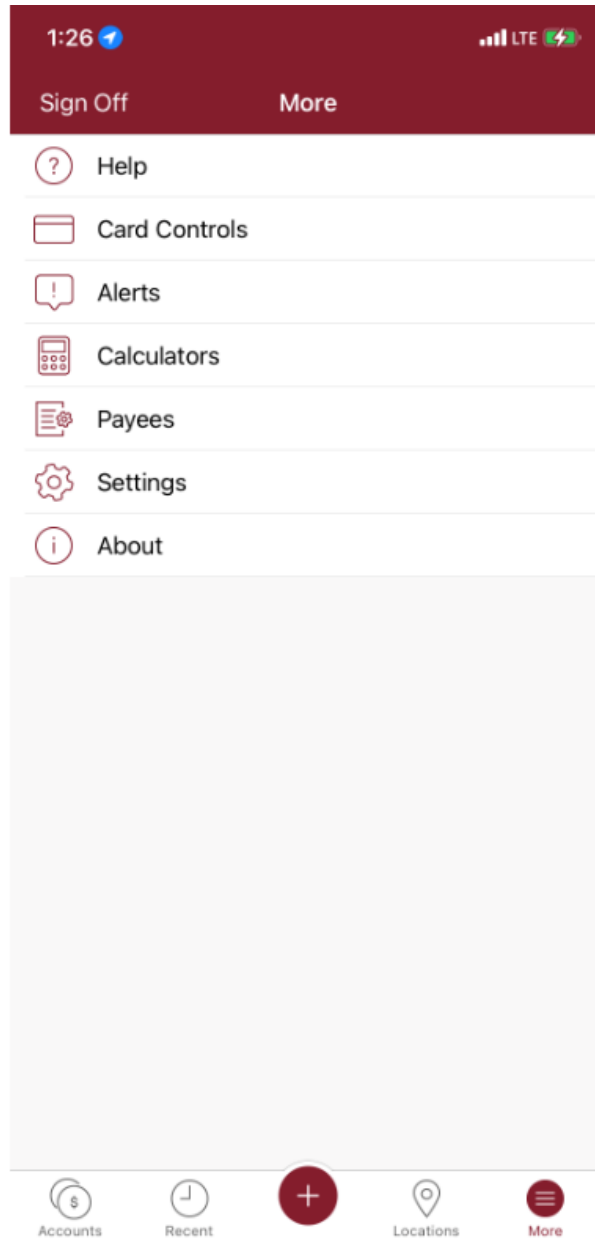 1:26 LTE
Sign Off More
Help
Card Controls
Alerts
Calculators
Payees
Settings
About
Accounts Recent Locations More